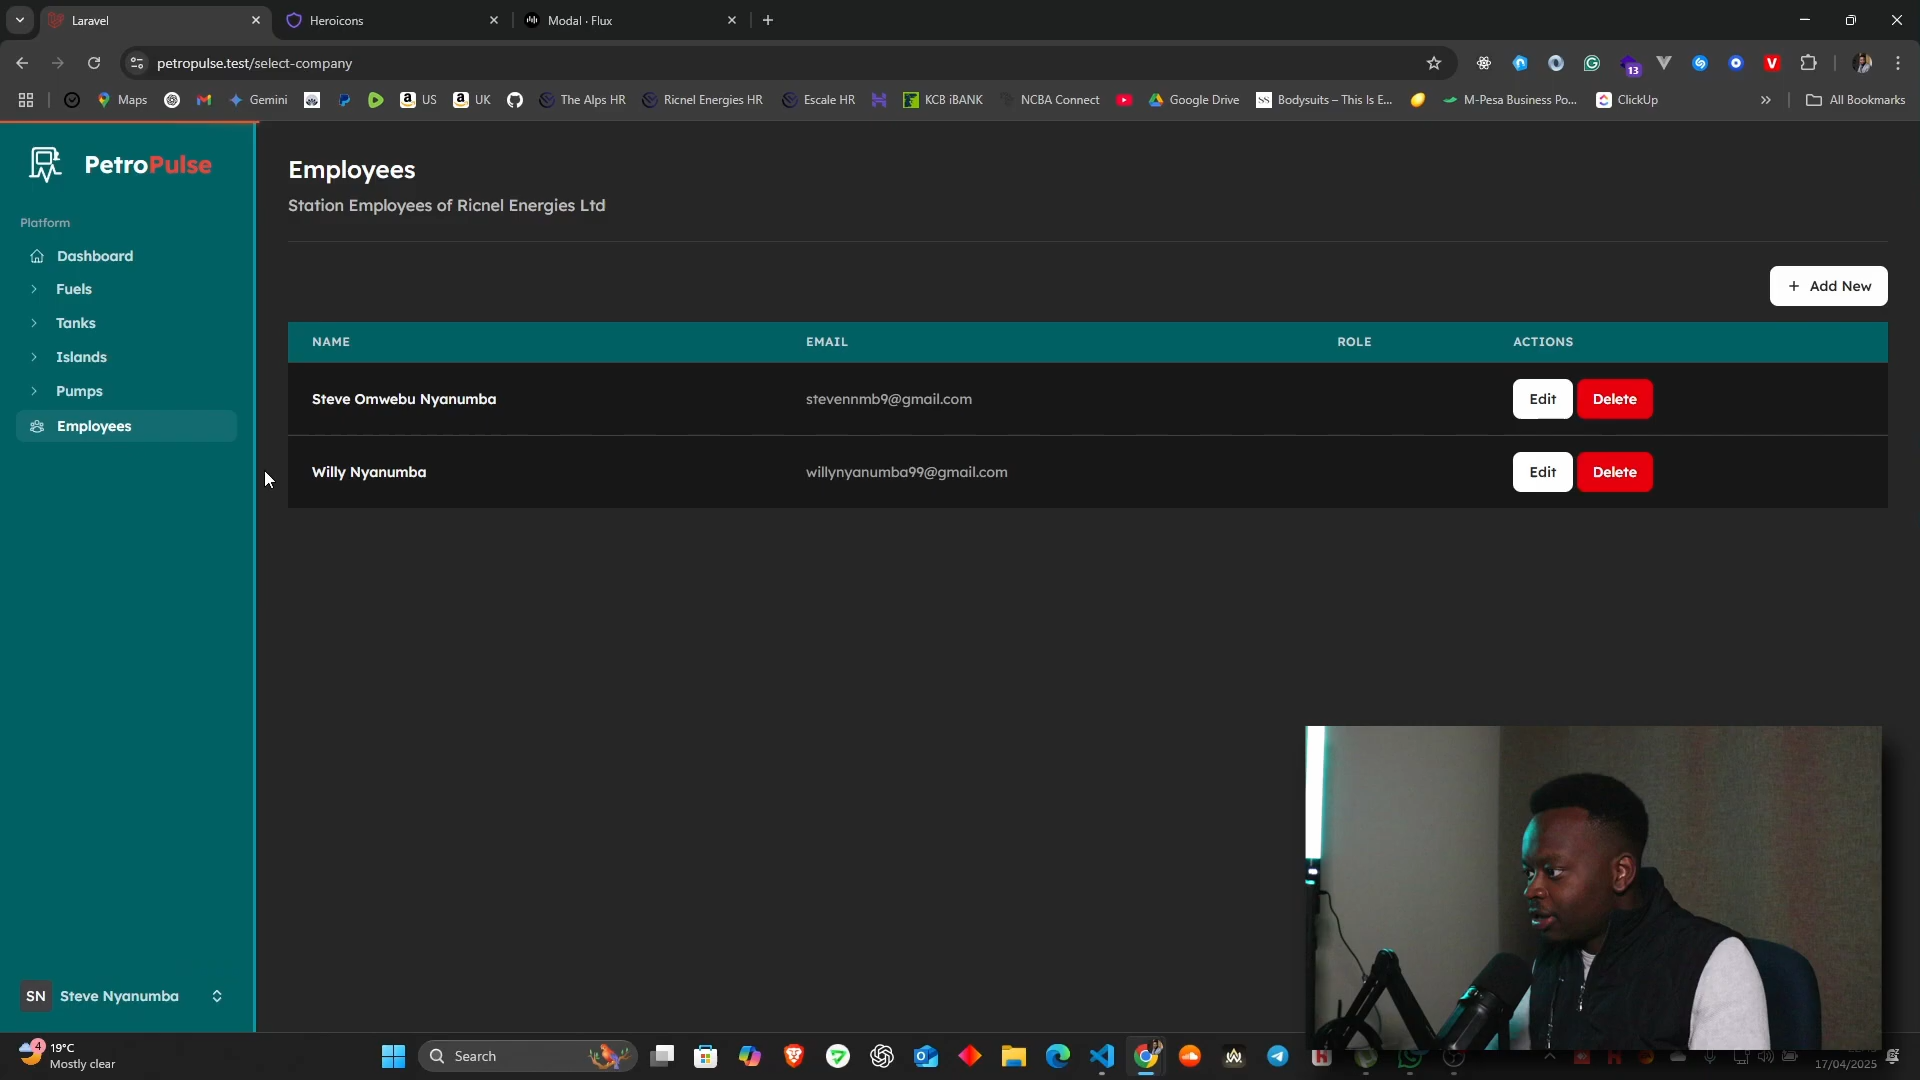 Laravel
Heroicons
Modal · Flux
petropulse.test/select-company
13
Maps
Gemini
US
UK
The Alps HR
Ricnel Energies HR
Escale HR
KCB iBANK
NCBA Connect
Google Drive
Bodysuits – This Is E...
M-Pesa Business Po...
ClickUp
All Bookmarks
PetroPulse
Platform
Dashboard
Fuels
Tanks
Islands
Pumps
Employees
SN Steve Nyanumba
Employees
Station Employees of Ricnel Energies Ltd
+ Add New
NAME EMAIL ROLE ACTIONS
Steve Omwebu Nyanumba stevennmb9@gmail.com Edit Delete
Willy Nyanumba willynyanumba99@gmail.com Edit Delete
4
19°C
Mostly clear
Search
17/04/2025